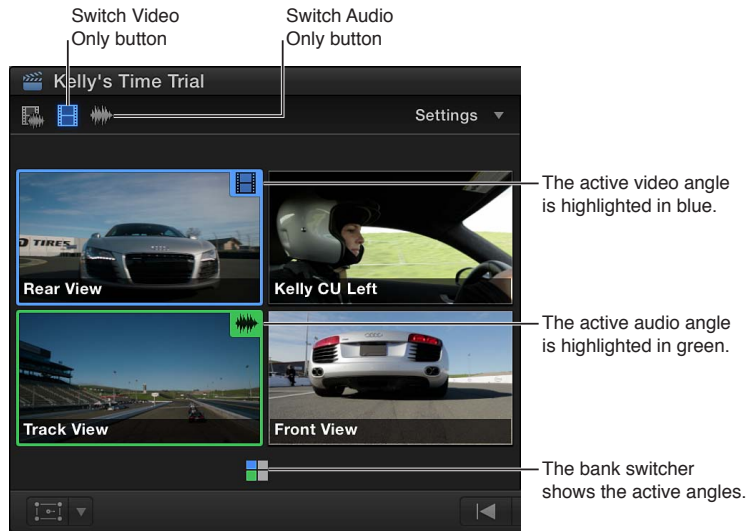 Switch Video
Only button
Switch Audio
Only button
Kelly's Time Trial
Settings
The active video angle
is highlighted in blue.
TIRES
Rear View
Kelly CU Left
The active audio angle
is highlighted in green.
Track View
Front View
The bank switcher
shows the active angles.